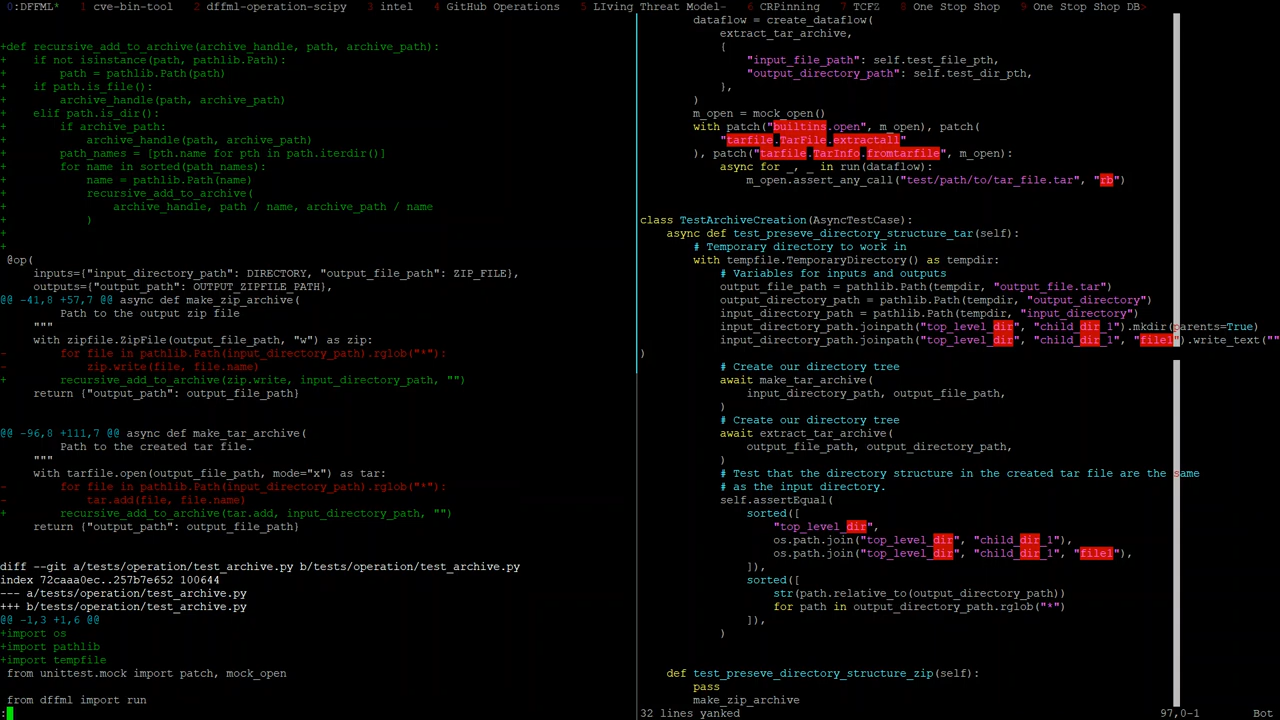 0:DFFML*   1 cve-bin-tool   2 dffml-operation-scipy   3 intel   4 GitHub Operations   5 LIving Threat Model-   6 CRPinning   7 TCFZ   8 One Stop Shop   9 One Stop Shop DB>
+def recursive_add_to_archive(archive_handle, path, archive_path):
+    if not isinstance(path, pathlib.Path):
+        path = pathlib.Path(path)
+    if path.is_file():
+        archive_handle(path, archive_path)
+    elif path.is_dir():
+        if archive_path:
+            archive_handle(path, archive_path)
+        path_names = [pth.name for pth in path.iterdir()]
+        for name in sorted(path_names):
+            name = pathlib.Path(name)
+            recursive_add_to_archive(
+                archive_handle, path / name, archive_path / name
+            )
+
+
 @op(
     inputs={"input_directory_path": DIRECTORY, "output_file_path": ZIP_FILE},
     outputs={"output_path": OUTPUT_ZIPFILE_PATH},
@@ -41,8 +57,7 @@ async def make_zip_archive(
         Path to the output zip file
     """
     with zipfile.ZipFile(output_file_path, "w") as zip:
-        for file in pathlib.Path(input_directory_path).rglob("*"):
-            zip.write(file, file.name)
+        recursive_add_to_archive(zip.write, input_directory_path, "")
     return {"output_path": output_file_path}
@@ -96,8 +111,7 @@ async def make_tar_archive(
         Path to the created tar file.
     """
     with tarfile.open(output_file_path, mode="x") as tar:
-        for file in pathlib.Path(input_directory_path).rglob("*"):
-            tar.add(file, file.name)
+        recursive_add_to_archive(tar.add, input_directory_path, "")
     return {"output_path": output_file_path}
diff --git a/tests/operation/test_archive.py b/tests/operation/test_archive.py
index 72caaa0ec..257b7e652 100644
--- a/tests/operation/test_archive.py
+++ b/tests/operation/test_archive.py
@@ -1,3 +1,6 @@
+import os
+import pathlib
+import tempfile
 from unittest.mock import patch, mock_open
 from dffml import run
:
        dataflow = create_dataflow(
            extract_tar_archive,
            {
                "input_file_path": self.test_file_pth,
                "output_directory_path": self.test_dir_pth,
            },
        )
        m_open = mock_open()
        with patch("builtins.open", m_open), patch(
            "tarfile.TarFile.extractall"
        ), patch("tarfile.TarInfo.fromtarfile", m_open):
            async for _, _ in run(dataflow):
                m_open.assert_any_call("test/path/to/tar_file.tar", "rb")
class TestArchiveCreation(AsyncTestCase):
    async def test_preseve_directory_structure_tar(self):
        # Temporary directory to work in
        with tempfile.TemporaryDirectory() as tempdir:
            # Variables for inputs and outputs
            output_file_path = pathlib.Path(tempdir, "output_file.tar")
            output_directory_path = pathlib.Path(tempdir, "output_directory")
            input_directory_path = pathlib.Path(tempdir, "input_directory")
            input_directory_path.joinpath("top_level_dir", "child_dir_1").mkdir(parents=True)
            input_directory_path.joinpath("top_level_dir", "child_dir_1", "file1").write_text(""
)
            # Create our directory tree
            await make_tar_archive(
                input_directory_path, output_file_path,
            )
            # Create our directory tree
            await extract_tar_archive(
                output_file_path, output_directory_path,
            )
            # Test that the directory structure in the created tar file are the same
            # as the input directory.
            self.assertEqual(
                sorted([
                    "top_level_dir",
                    os.path.join("top_level_dir", "child_dir_1"),
                    os.path.join("top_level_dir", "child_dir_1", "file1"),
                ]),
                sorted([
                    str(path.relative_to(output_directory_path))
                    for path in output_directory_path.rglob("*")
                ]),
            )
    def test_preseve_directory_structure_zip(self):
        pass
        make_zip_archive
32 lines yanked   97,0-1   Bot